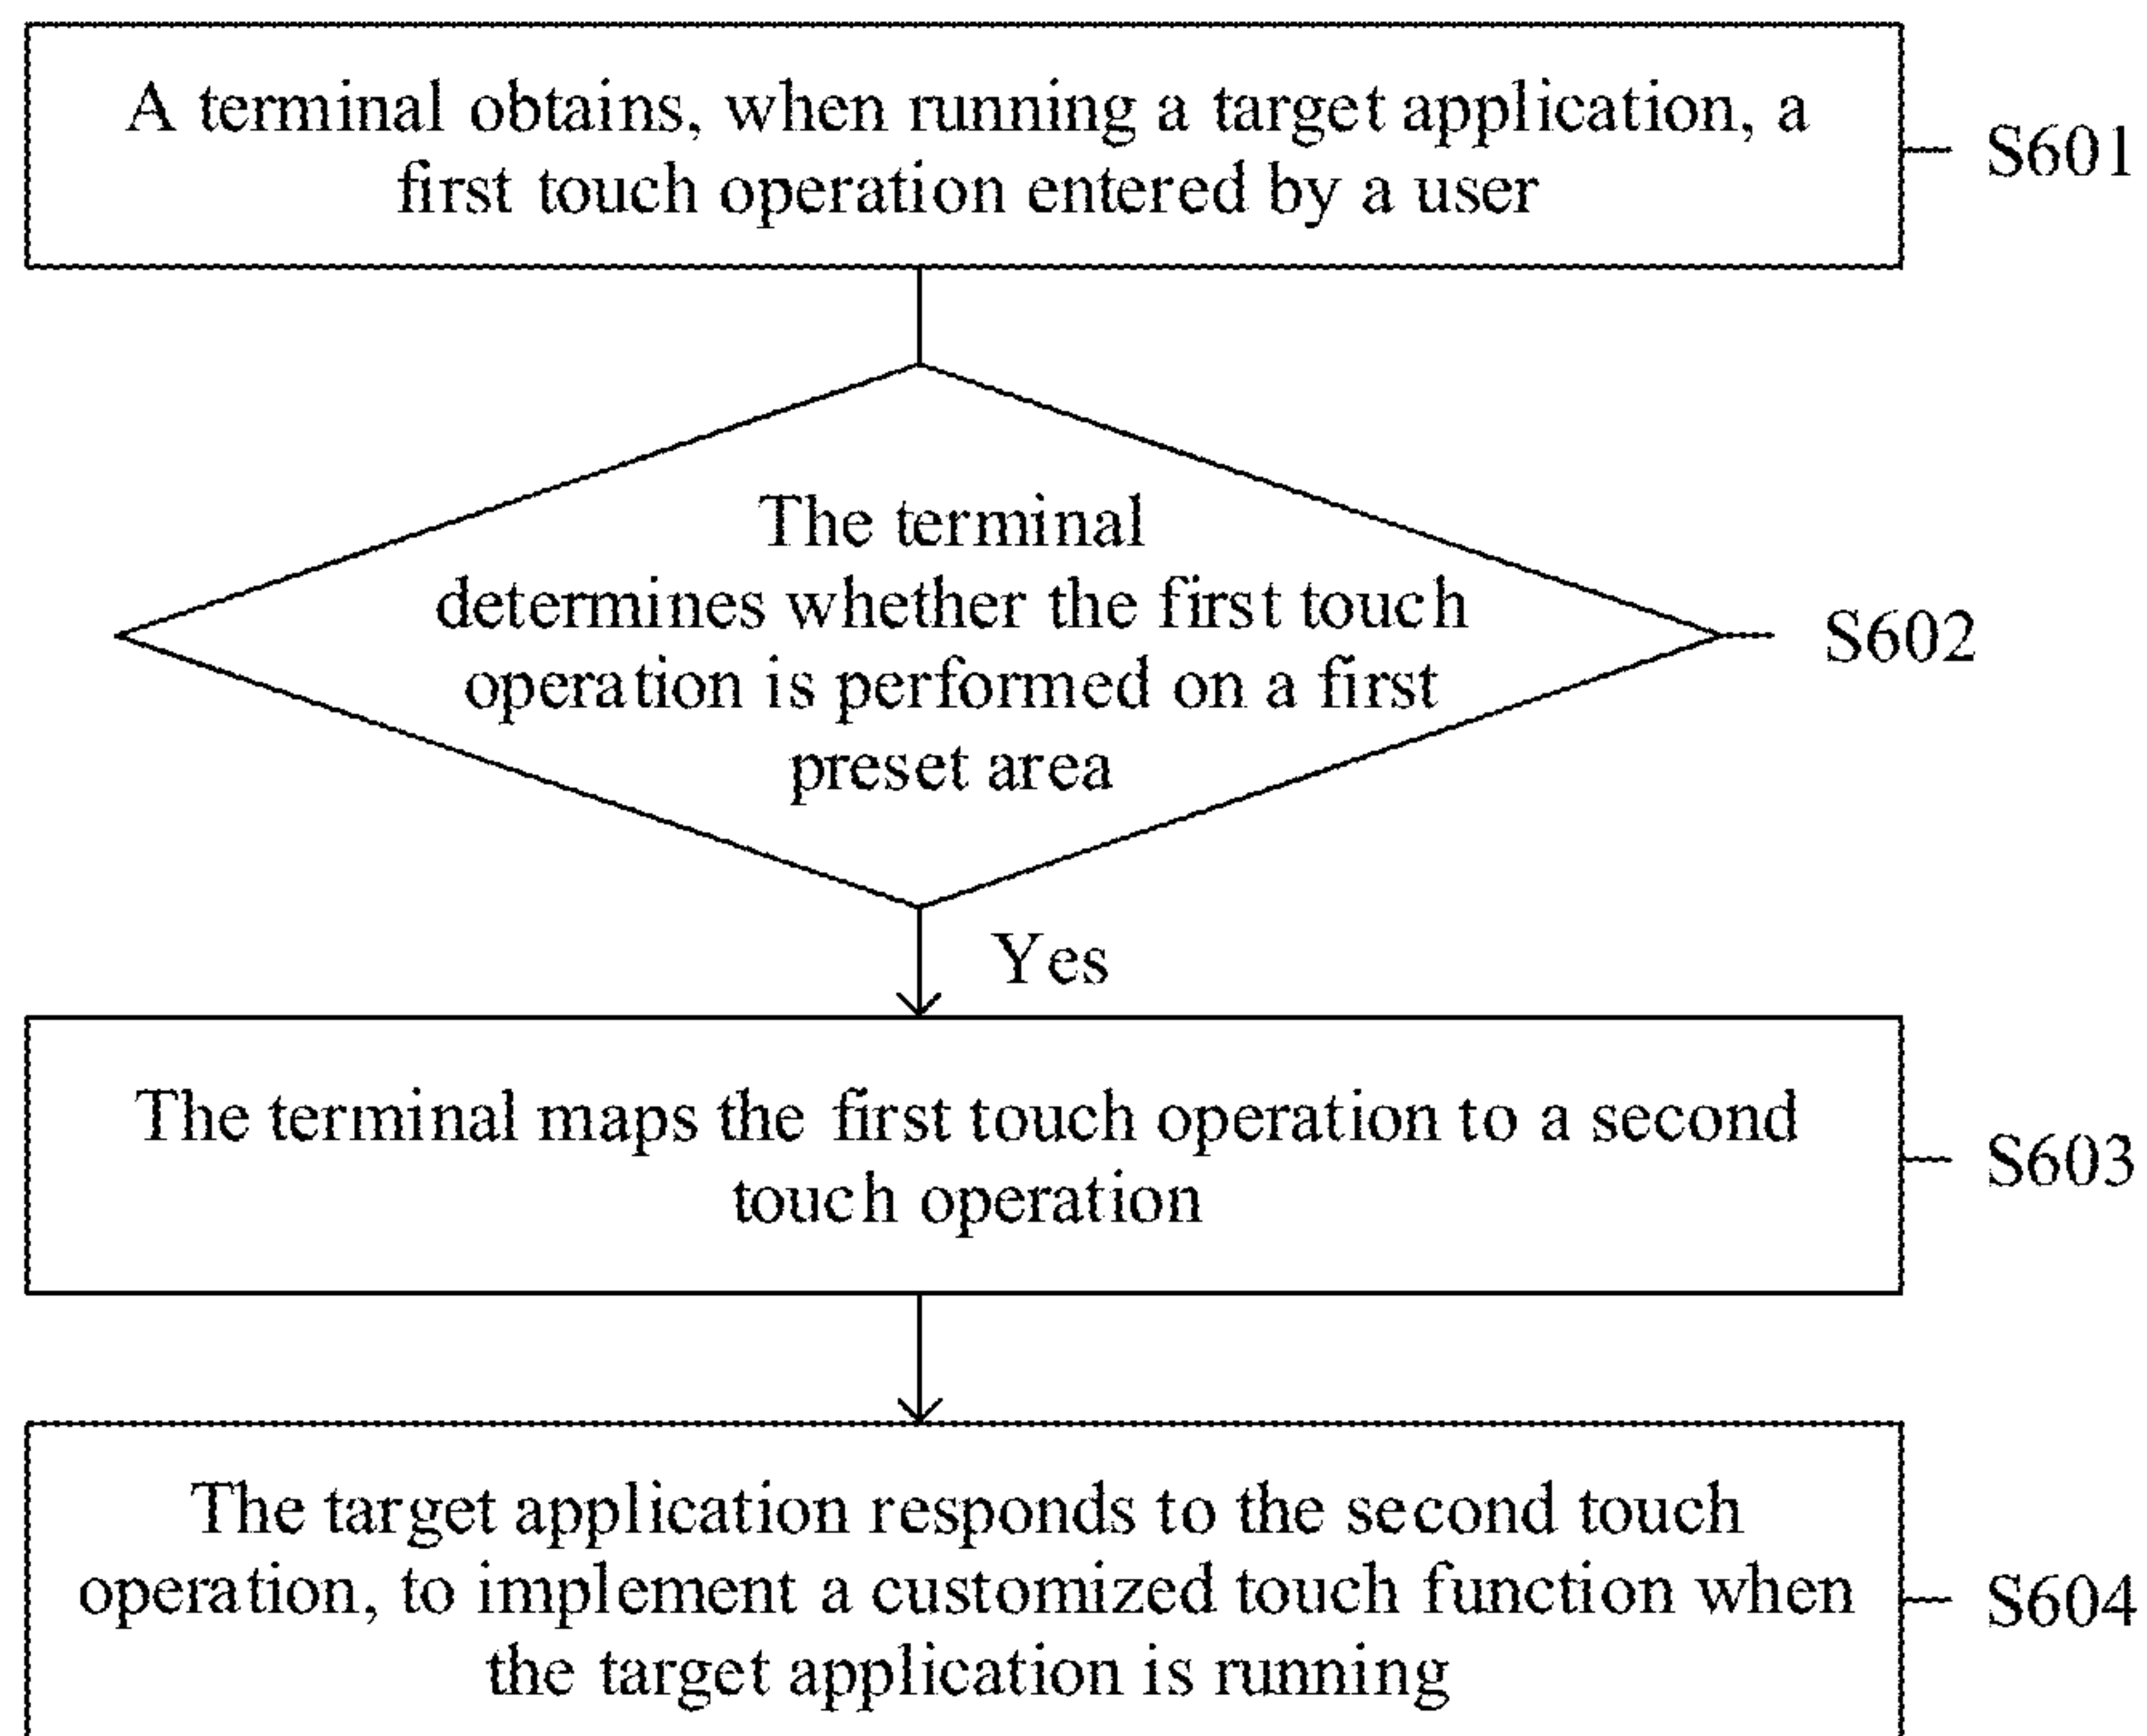 A terminal obtains, when running a target application, a
first touch operation entered by a user
S601
The terminal
determines whether the first touch
operation is performed on a first
preset area
S602
Yes
The terminal maps the first touch operation to a second
touch operation
S603
The target application responds to the second touch
operation, to implement a customized touch function when
the target application is running
S604